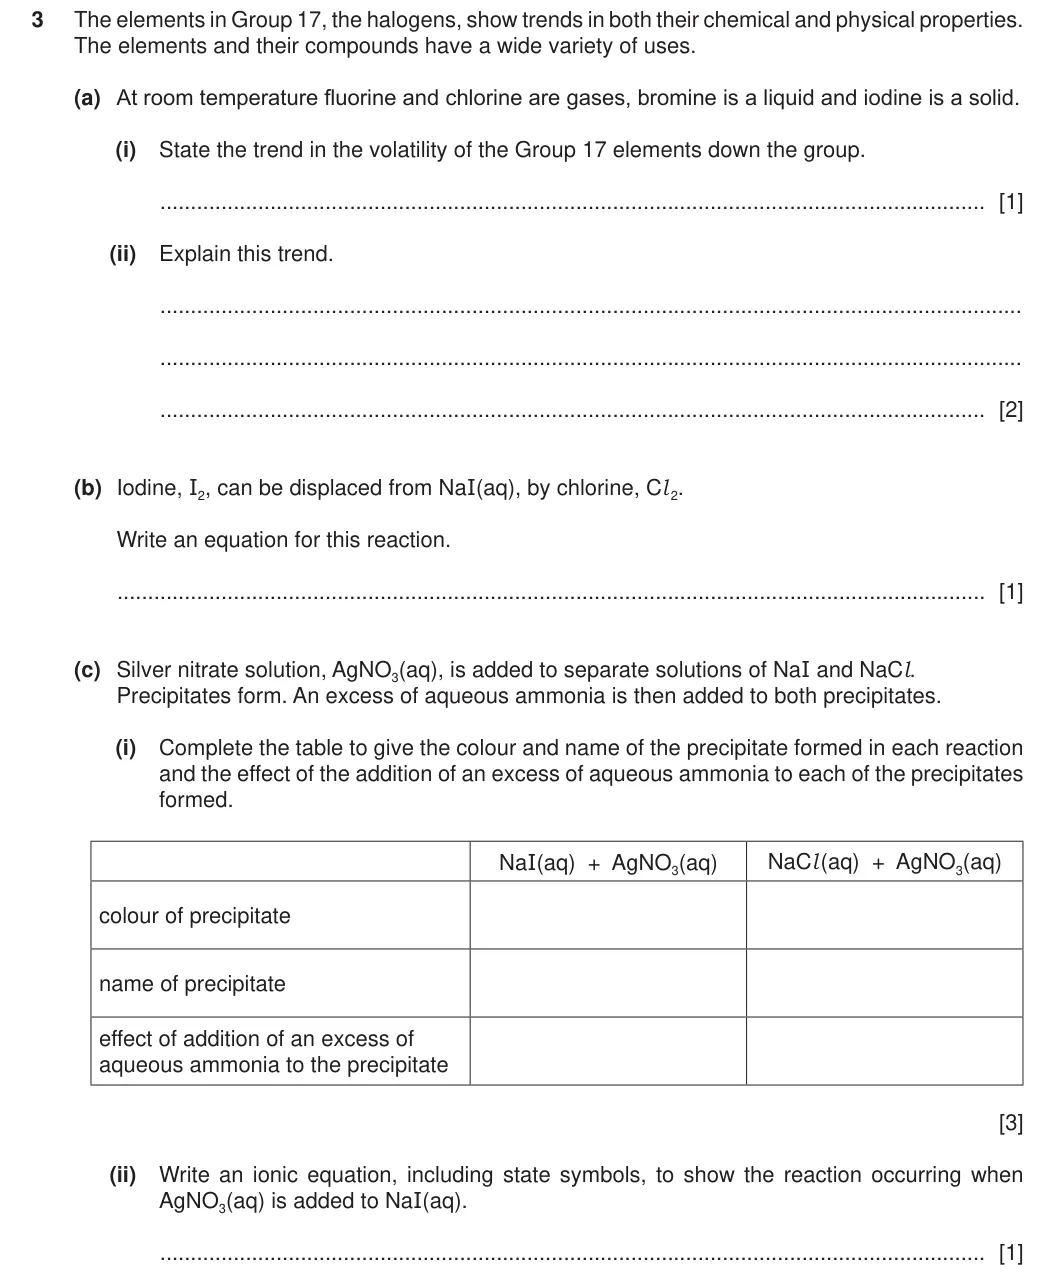 3 The elements in Group 17, the halogens, show trends in both their chemical and physical properties.
The elements and their compounds have a wide variety of uses.
(a) At room temperature fluorine and chlorine are gases, bromine is a liquid and iodine is a solid.
(i) State the trend in the volatility of the Group 17 elements down the group.
[1]
(ii) Explain this trend.
[2]
(b) Iodine, I₂, can be displaced from NaI(aq), by chlorine, Cl₂.
Write an equation for this reaction.
[1]
(c) Silver nitrate solution, AgNO₃(aq), is added to separate solutions of NaI and NaCl.
Precipitates form. An excess of aqueous ammonia is then added to both precipitates.
(i) Complete the table to give the colour and name of the precipitate formed in each reaction
and the effect of the addition of an excess of aqueous ammonia to each of the precipitates
formed.
NaI(aq) + AgNO₃(aq) NaCl(aq) + AgNO₃(aq)
colour of precipitate
name of precipitate
effect of addition of an excess of
aqueous ammonia to the precipitate
[3]
(ii) Write an ionic equation, including state symbols, to show the reaction occurring when
AgNO₃(aq) is added to NaI(aq).
[1]